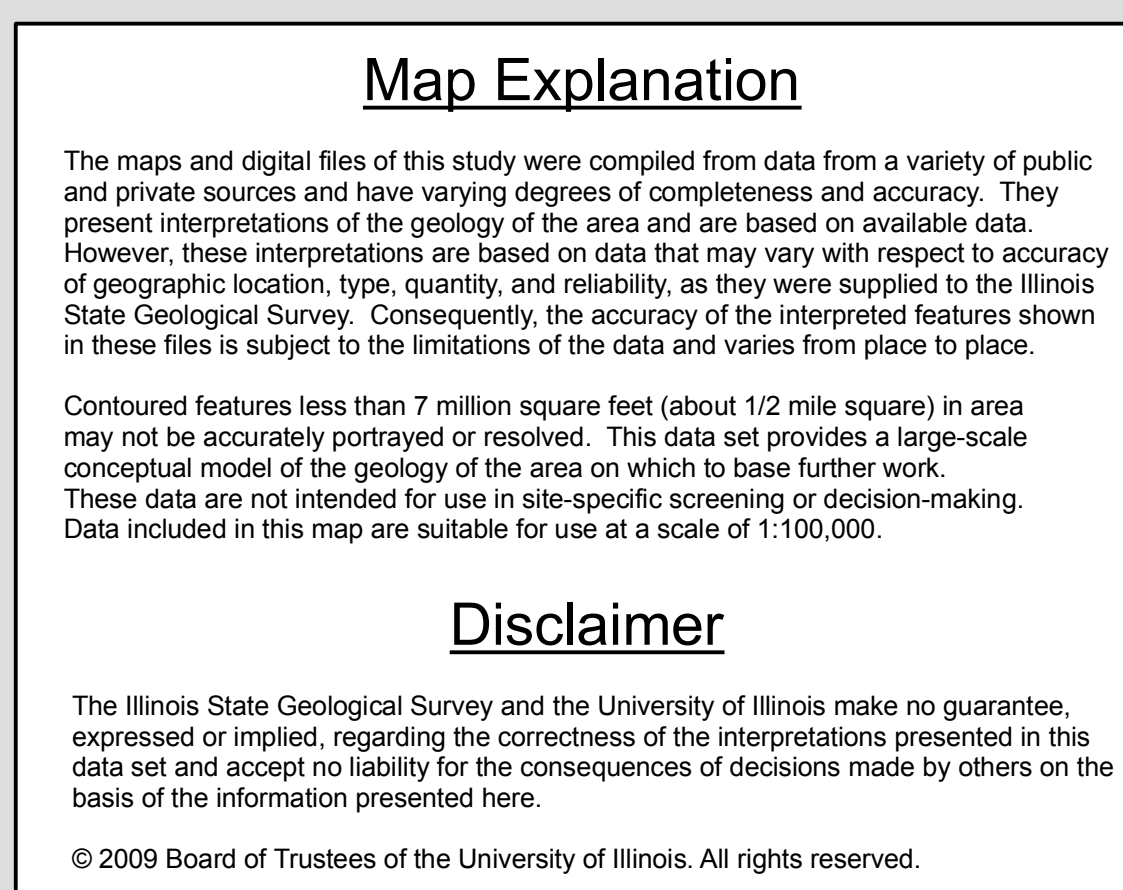 Map Explanation
The maps and digital files of this study were compiled from data from a variety of public
and private sources and have varying degrees of completeness and accuracy.  They
present interpretations of the geology of the area and are based on available data.
However, these interpretations are based on data that may vary with respect to accuracy
of geographic location, type, quantity, and reliability, as they were supplied to the Illinois
State Geological Survey.  Consequently, the accuracy of the interpreted features shown
in these files is subject to the limitations of the data and varies from place to place.
Contoured features less than 7 million square feet (about 1/2 mile square) in area
may not be accurately portrayed or resolved.  This data set provides a large-scale
conceptual model of the geology of the area on which to base further work.
These data are not intended for use in site-specific screening or decision-making.
Data included in this map are suitable for use at a scale of 1:100,000.
Disclaimer
The Illinois State Geological Survey and the University of Illinois make no guarantee,
expressed or implied, regarding the correctness of the interpretations presented in this
data set and accept no liability for the consequences of decisions made by others on the
basis of the information presented here.
© 2009 Board of Trustees of the University of Illinois. All rights reserved.